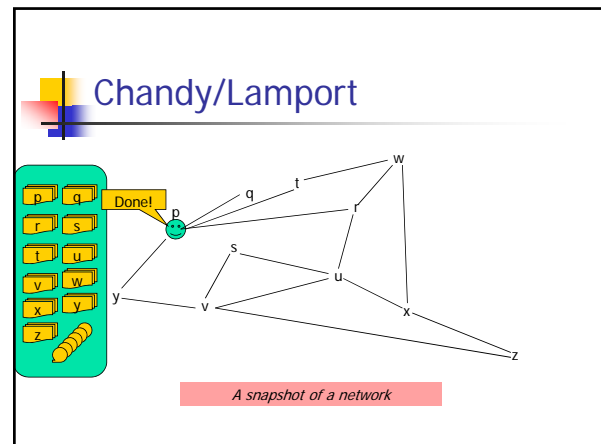 Chandy/Lamport
w
t
q
p q
Done!
p
r
r s
s
t u
u
v w
y
v
x y
x
z
z
A snapshot of a network